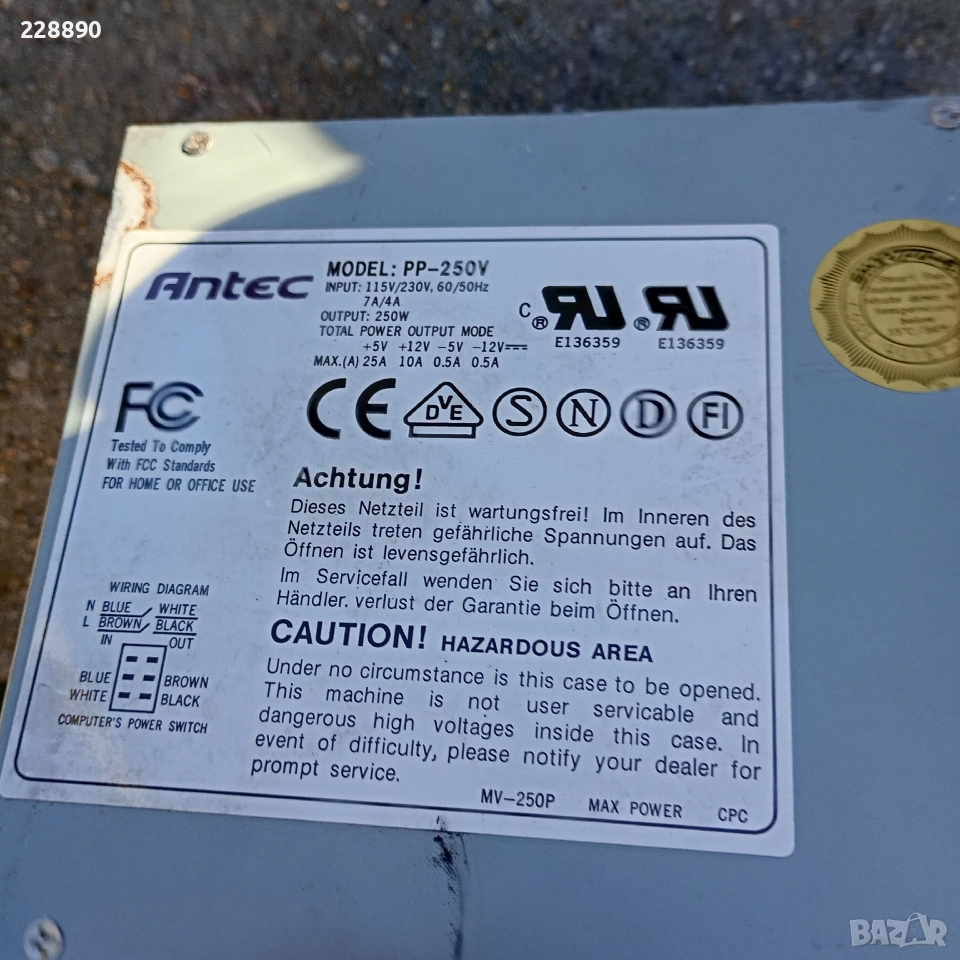 228890
Antec
MODEL: PP-250V
INPUT: 115V/230V, 60/50Hz
7A/4A
OUTPUT: 250W
TOTAL POWER OUTPUT MODE
+5V +12V -5V -12V
MAX.(A) 25A 10A 0.5A 0.5A
E136359 E136359
FC
Tested To Comply
With FCC Standards
FOR HOME OR OFFICE USE
CE DVE S N D FI
Achtung!
Dieses Netzteil ist wartungsfrei! Im Inneren des
Netzteils treten gefährliche Spannungen auf. Das
Öffnen ist levensgefährlich.
Im Servicefall wenden Sie sich bitte an Ihren
Händler. verlust der Garantie beim Öffnen.
CAUTION! HAZARDOUS AREA
Under no circumstance is this case to be opened.
This machine is not user servicable and
dangerous high voltages inside this case. In
event of difficulty, please notify your dealer for
prompt service.
WIRING DIAGRAM
N BLUE WHITE
L BROWN BLACK
IN OUT
BLUE BROWN
WHITE BLACK
COMPUTER'S POWER SWITCH
MV-250P MAX POWER CPC
BAZAR